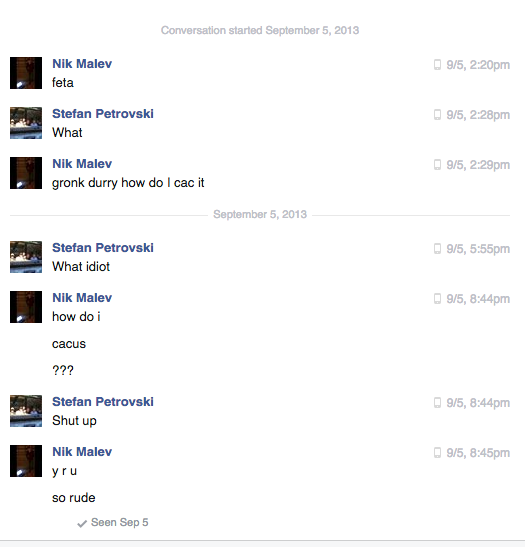 Conversation started September 5, 2013
Nik Malev
9/5, 2:20pm
feta
Stefan Petrovski
9/5, 2:28pm
What
Nik Malev
9/5, 2:29pm
gronk durry how do I cac it
September 5, 2013
Stefan Petrovski
9/5, 5:55pm
What idiot
Nik Malev
9/5, 8:44pm
how do i
cacus
???
Stefan Petrovski
9/5, 8:44pm
Shut up
Nik Malev
9/5, 8:45pm
y r u
so rude
Seen Sep 5